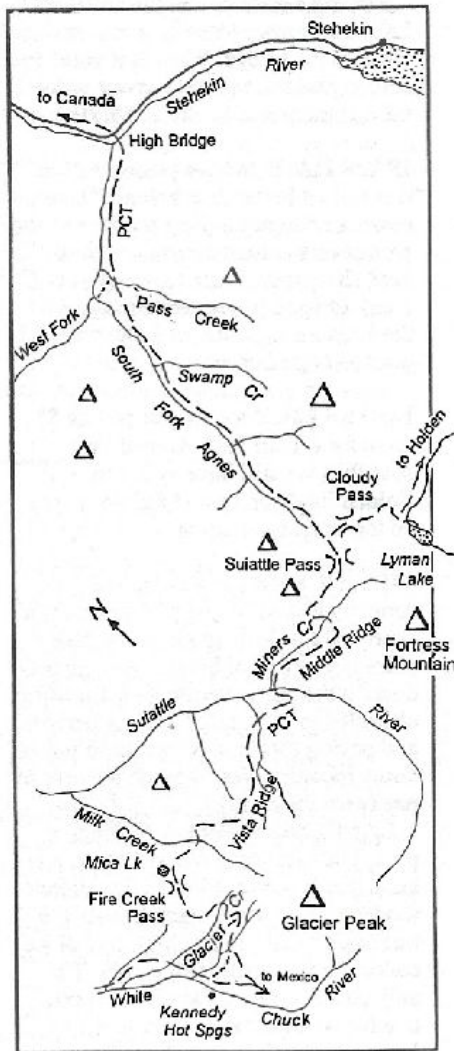 Stehekin
River
Stehekin
to Canada
High Bridge
PCT
Pass
Creek
West Fork
South
Fork
Agnes
Swamp Cr
to Holden
Cloudy
Pass
Suiattle Pass
Lyman
Lake
Miners Cr
Middle Ridge
Fortress
Mountain
N
Suiattle
River
PCT
Vista Ridge
Milk
Creek
Mica Lk
Fire Creek
Pass
Glacier Cr
Glacier Peak
to Mexico
White
Chuck
River
Kennedy
Hot Spgs